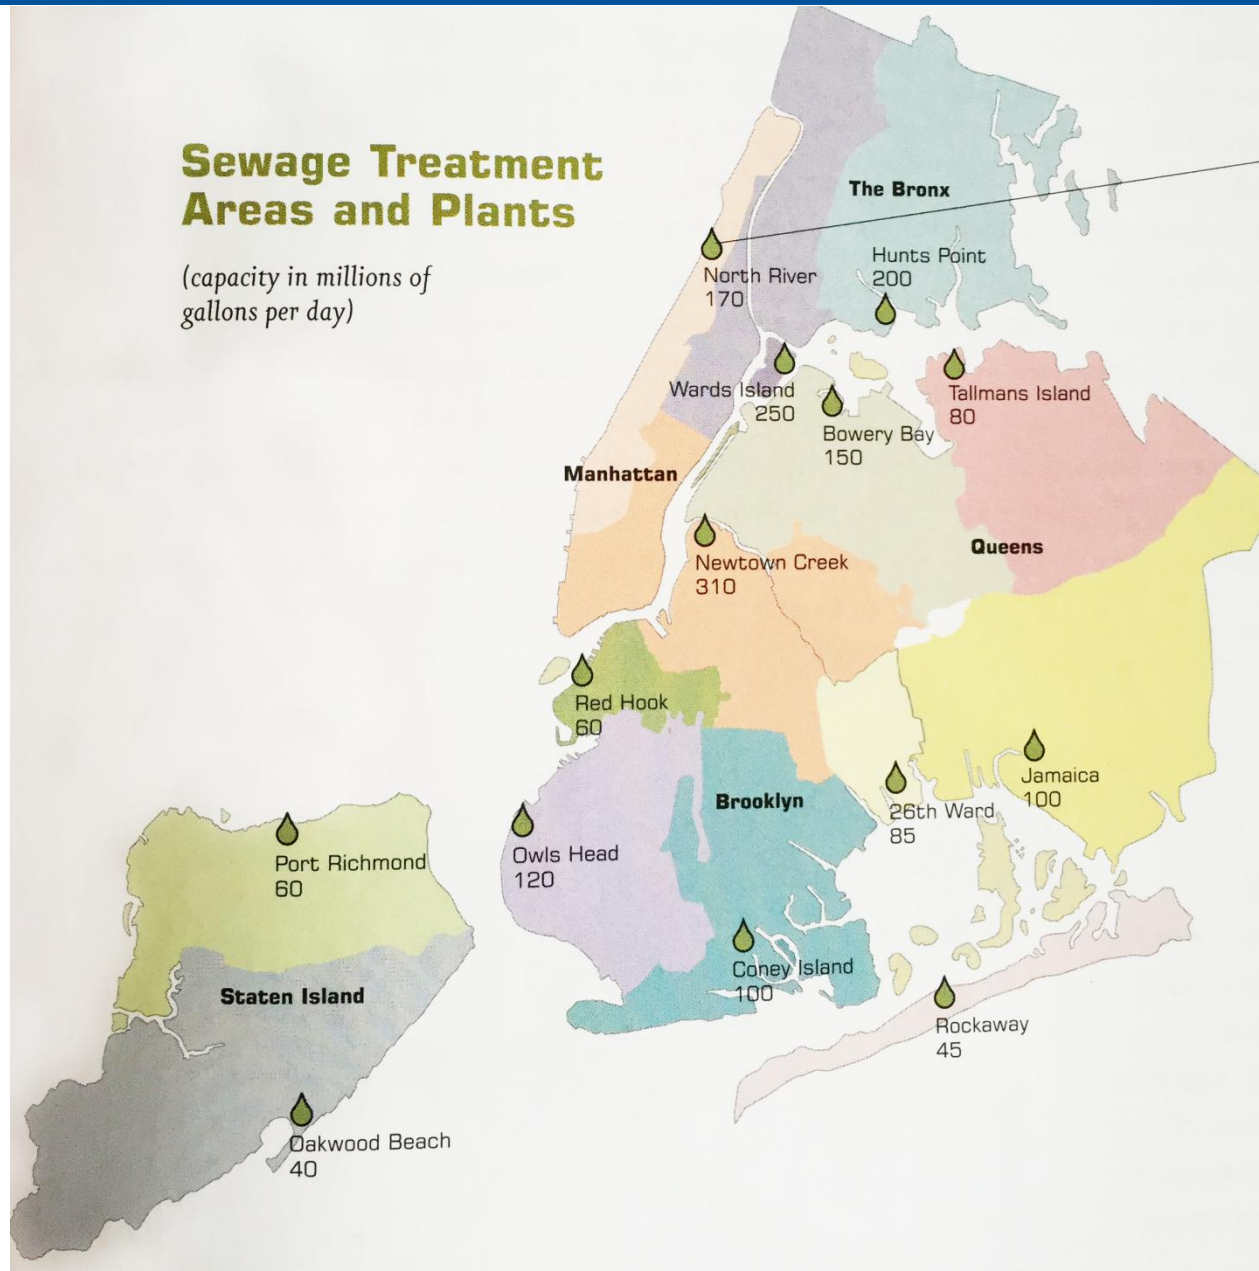 Sewage Treatment
Areas and Plants
(capacity in millions of
gallons per day)
The Bronx
Hunts Point
200
North River
170
Wards Island
250
Tallmans Island
80
Bowery Bay
150
Manhattan
Queens
Newtown Creek
310
Red Hook
60
Jamaica
100
Brooklyn
26th Ward
85
Owls Head
120
Port Richmond
60
Coney Island
100
Staten Island
Rockaway
45
Oakwood Beach
40